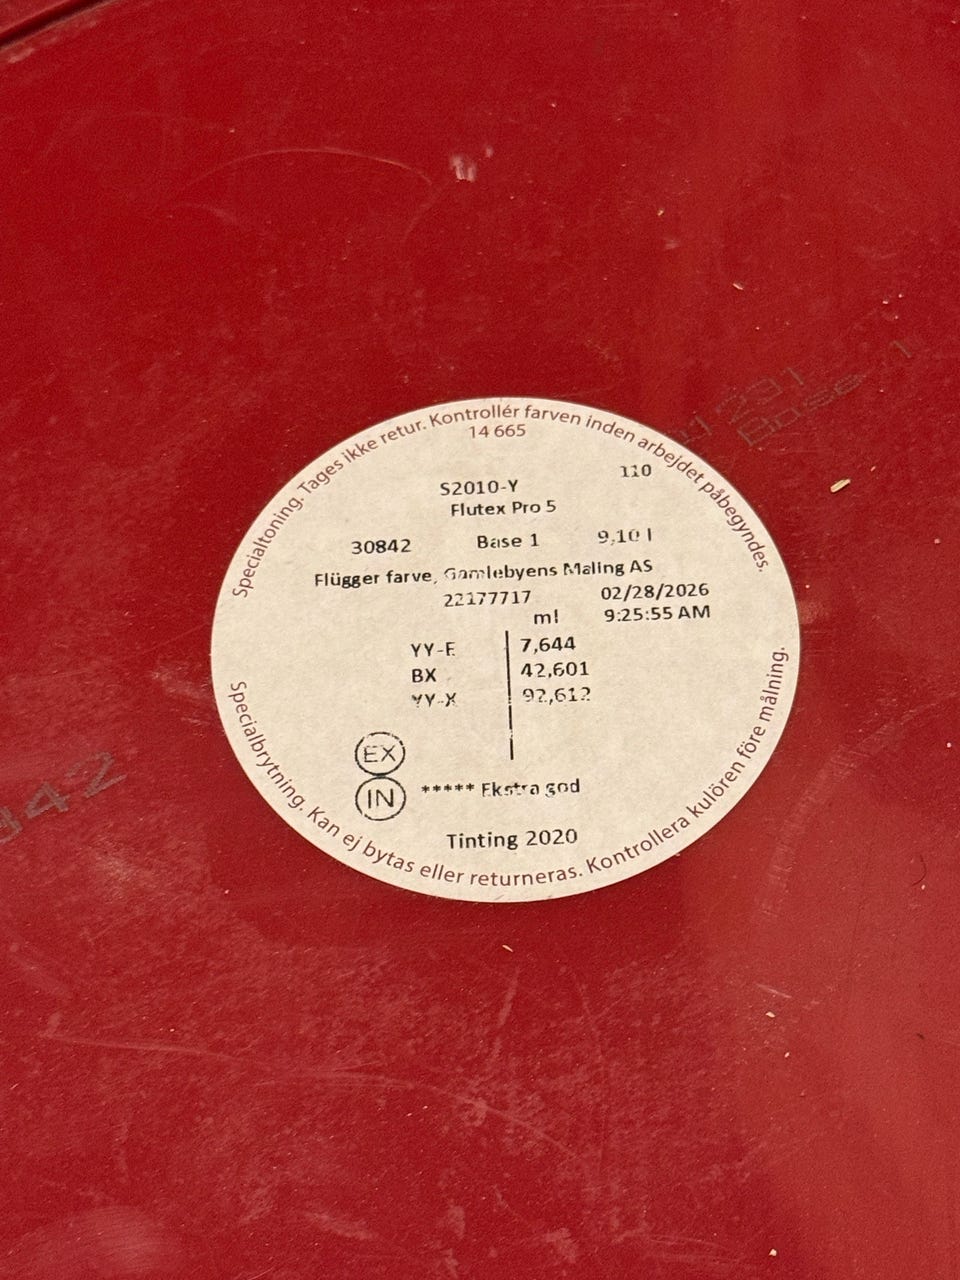 Specialtoning. Tages ikke retur. Kontrollér farven inden arbejdet påbegyndes.
14 665
110
S2010-Y
Flutex Pro 5
30842 Base 1 9,10 l
Flügger farve, Gamlebyens Maling AS
22177717 02/28/2026
ml 9:25:55 AM
YY-E 7,644
BX 42,601
YY-X 92,612
EX
IN ***** Ekstra god
Tinting 2020
Specialbrytning. Kan ej bytas eller returneras. Kontrollera kulören före målning.
Base 1